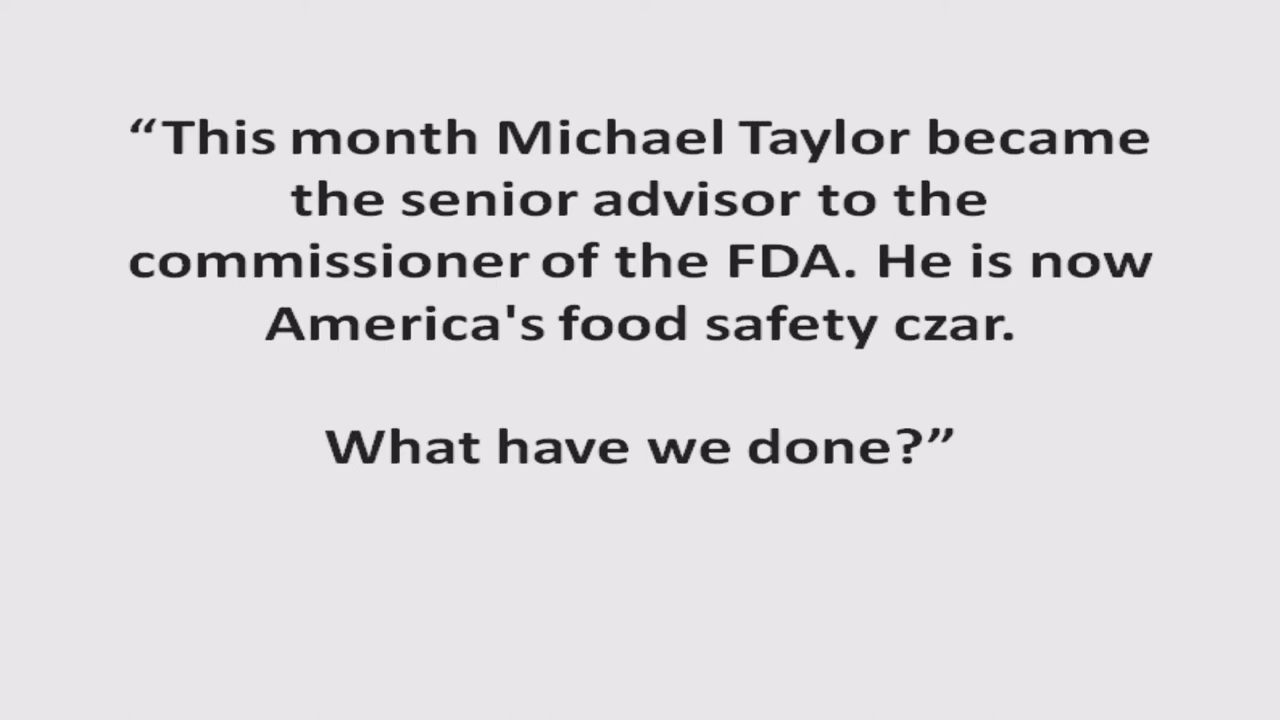 “This month Michael Taylor became
the senior advisor to the
commissioner of the FDA. He is now
America's food safety czar.
What have we done?”